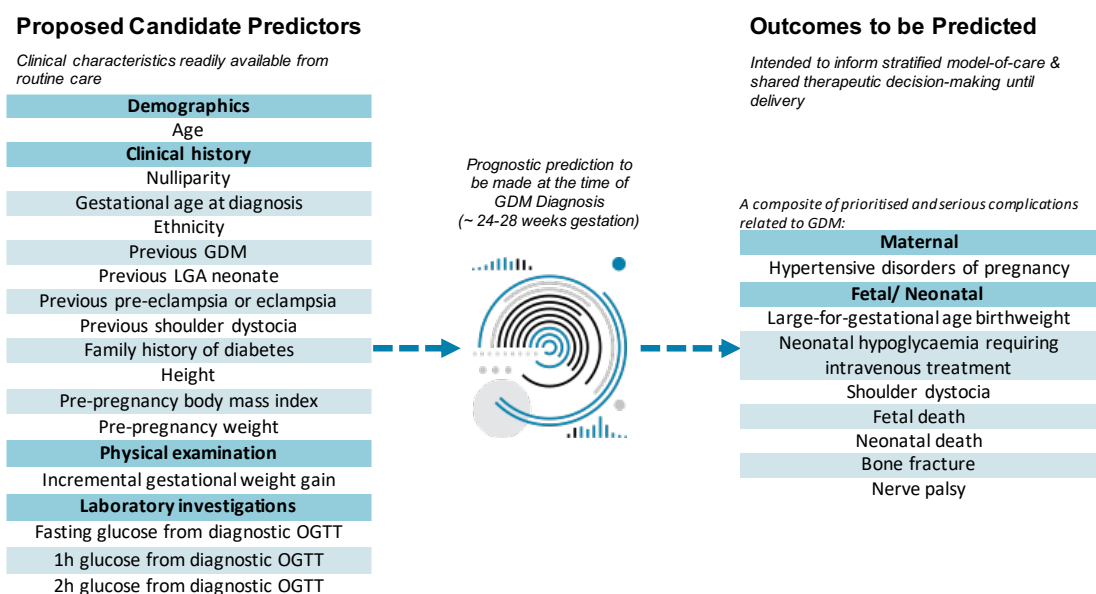 Proposed Candidate Predictors
Clinical characteristics readily available from
routine care
Demographics
Age
Clinical history
Nulliparity
Gestational age at diagnosis
Ethnicity
Previous GDM
Previous LGA neonate
Previous pre-eclampsia or eclampsia
Previous shoulder dystocia
Family history of diabetes
Height
Pre-pregnancy body mass index
Pre-pregnancy weight
Physical examination
Incremental gestational weight gain
Laboratory investigations
Fasting glucose from diagnostic OGTT
1h glucose from diagnostic OGTT
2h glucose from diagnostic OGTT
Prognostic prediction to
be made at the time of
GDM Diagnosis
(~ 24-28 weeks gestation)
Outcomes to be Predicted
Intended to inform stratified model-of-care &
shared therapeutic decision-making until
delivery
A composite of prioritised and serious complications
related to GDM:
Maternal
Hypertensive disorders of pregnancy
Fetal/ Neonatal
Large-for-gestational age birthweight
Neonatal hypoglycaemia requiring
intravenous treatment
Shoulder dystocia
Fetal death
Neonatal death
Bone fracture
Nerve palsy